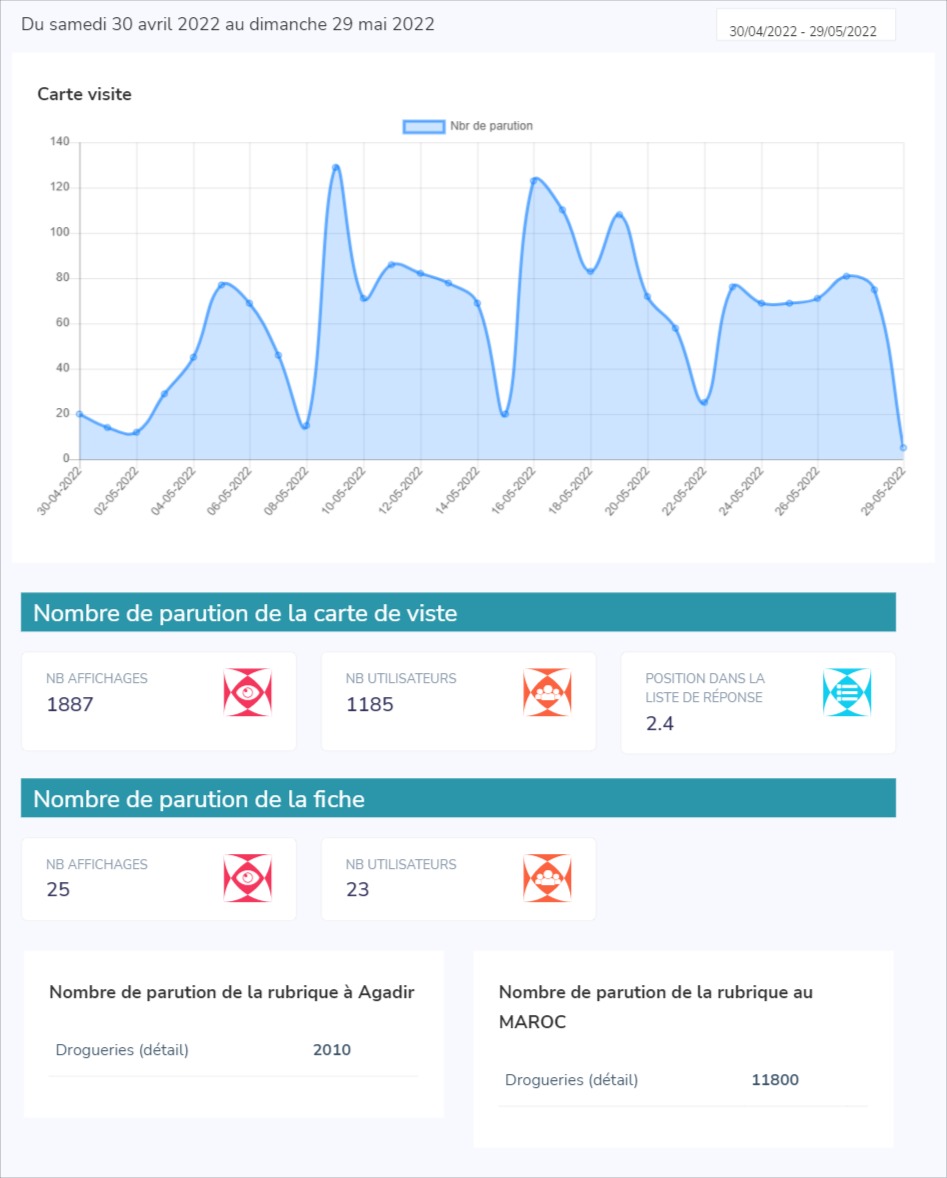 Du samedi 30 avril 2022 au dimanche 29 mai 2022
30/04/2022 - 29/05/2022
Carte visite
Nbr de parution
140
120
100
80
60
40
20
0
30-04-2022
02-05-2022
04-05-2022
06-05-2022
08-05-2022
10-05-2022
12-05-2022
14-05-2022
16-05-2022
18-05-2022
20-05-2022
22-05-2022
24-05-2022
26-05-2022
29-05-2022
Nombre de parution de la carte de viste
NB AFFICHAGES
1887
NB UTILISATEURS
1185
POSITION DANS LA
LISTE DE RÉPONSE
2.4
Nombre de parution de la fiche
NB AFFICHAGES
25
NB UTILISATEURS
23
Nombre de parution de la rubrique à Agadir
Drogueries (détail) 2010
Nombre de parution de la rubrique au
MAROC
Drogueries (détail) 11800